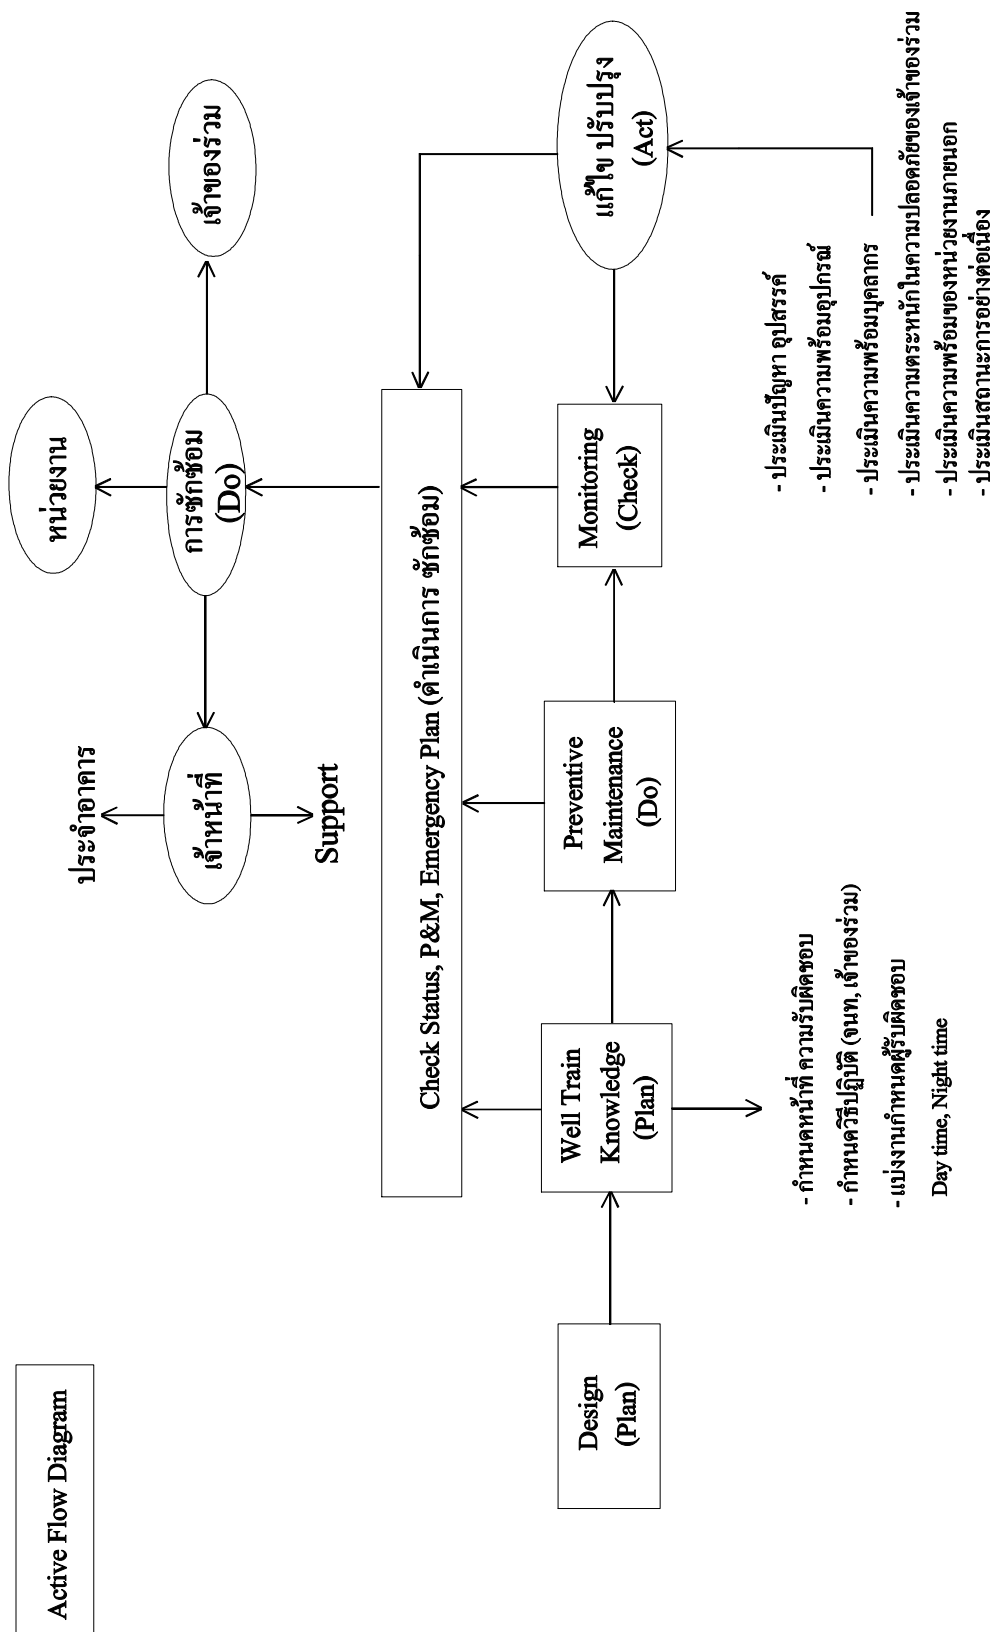 Active Flow Diagram
หน่วยงาน
ประจำอาคาร
เจ้าหน้าที่
Support
การซักซ้อม
(Do)
เจ้าของร่วม
Check Status, P&M, Emergency Plan (ดำเนินการ ซักซ้อม)
Design
(Plan)
Well Train
Knowledge
(Plan)
Preventive
Maintenance
(Do)
Monitoring
(Check)
แก้ไข ปรับปรุง
(Act)
- กำหนดหน้าที่ ความรับผิดชอบ
- กำหนดวิธีปฏิบัติ (จนท, เจ้าของร่วม)
- แบ่งงานกำหนดผู้รับผิดชอบ
Day time, Night time
- ประเมินปัญหา อุปสรรค์
- ประเมินความพร้อมอุปกรณ์
- ประเมินความพร้อมบุคลากร
- ประเมินความตระหนักในความปลอดภัยของเจ้าของร่วม
- ประเมินความพร้อมของหน่วยงานภายนอก
- ประเมินสถานะการอย่างต่อเนื่อง